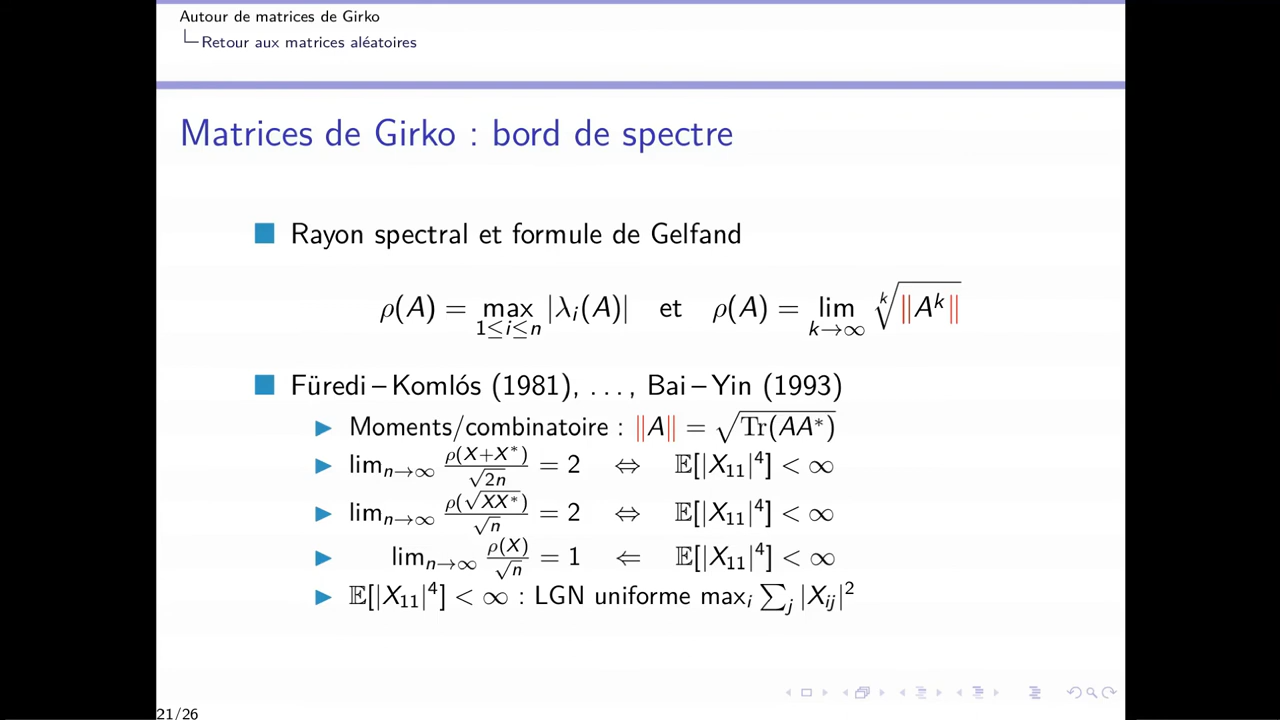 Autour de matrices de Girko
Retour aux matrices aléatoires
Matrices de Girko : bord de spectre
Rayon spectral et formule de Gelfand
ρ(A) = max_{1≤i≤n} |λ_i(A)| et ρ(A) = lim_{k→∞} \sqrt[k]{‖A^k‖}
Füredi – Komlós (1981), . . . , Bai – Yin (1993)
Moments/combinatoire : ‖A‖ = √(Tr(AA*))
lim_{n→∞} ρ(X+X*)/√(2n) = 2 ⇔ 𝔼[|X₁₁|⁴] < ∞
lim_{n→∞} ρ(√(XX*))/√n = 2 ⇔ 𝔼[|X₁₁|⁴] < ∞
lim_{n→∞} ρ(X)/√n = 1 ⇐ 𝔼[|X₁₁|⁴] < ∞
𝔼[|X₁₁|⁴] < ∞ : LGN uniforme max_i ∑_j |X_{ij}|²
21/26